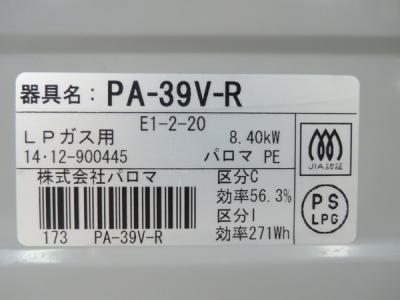 器具名：PA-39V-R
E1-2-20
LPガス用 8.40kW
14・12-900445 パロマ PE
JIA認証
株式会社パロマ
区分C
効率56.3%
区分I
効率271Wh
PS
LPG
173 PA-39V-R